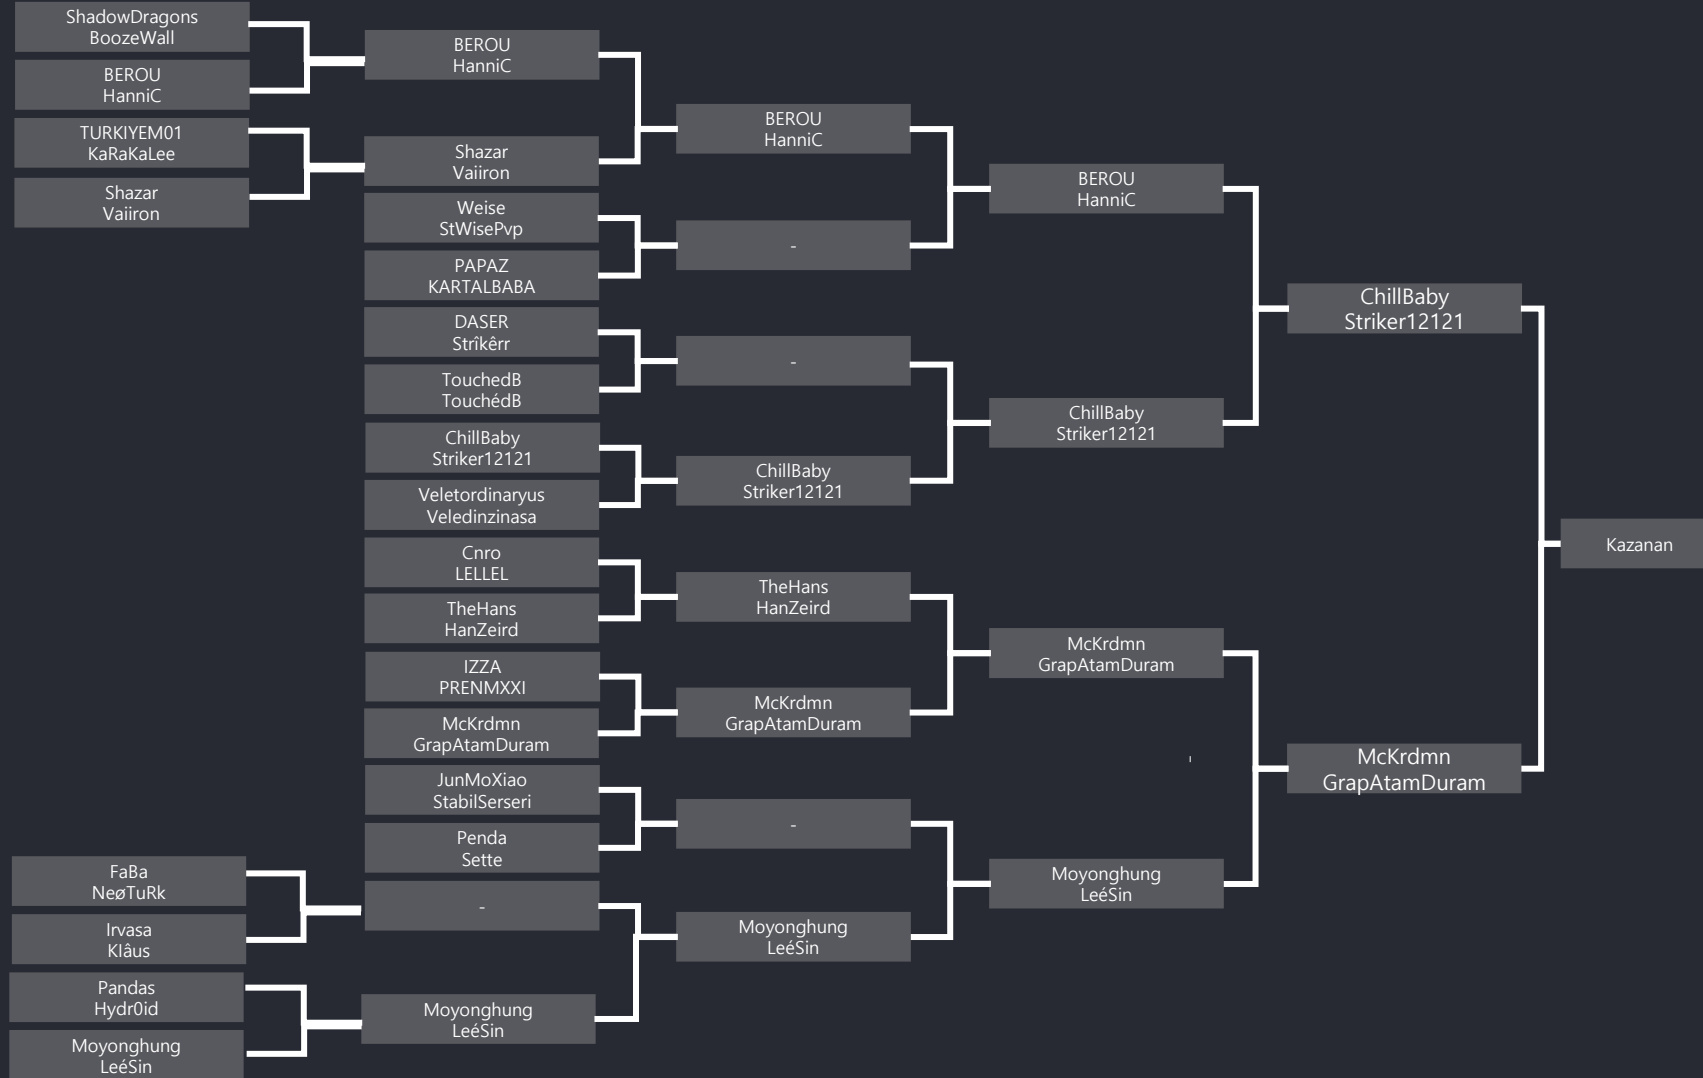 ShadowDragons
BoozeWall
BEROU
HanniC
TURKIYEM01
KaRaKaLee
Shazar
Vaiiron
FaBa
NeøTuRk
Irvasa
Klâus
Pandas
Hydr0id
Moyonghung
LeéSin
BEROU
HanniC
Shazar
Vaiiron
Weise
StWisePvp
PAPAZ
KARTALBABA
DASER
Strîkêrr
TouchedB
TouchédB
ChillBaby
Striker12121
Veletordinaryus
Veledinzinasa
Cnro
LELLEL
TheHans
HanZeird
IZZA
PRENMXXI
McKrdmn
GrapAtamDuram
JunMoXiao
StabilSerseri
Penda
Sette
-
Moyonghung
LeéSin
BEROU
HanniC
-
-
ChillBaby
Striker12121
TheHans
HanZeird
McKrdmn
GrapAtamDuram
-
Moyonghung
LeéSin
BEROU
HanniC
ChillBaby
Striker12121
McKrdmn
GrapAtamDuram
Moyonghung
LeéSin
ChillBaby
Striker12121
McKrdmn
GrapAtamDuram
Kazanan